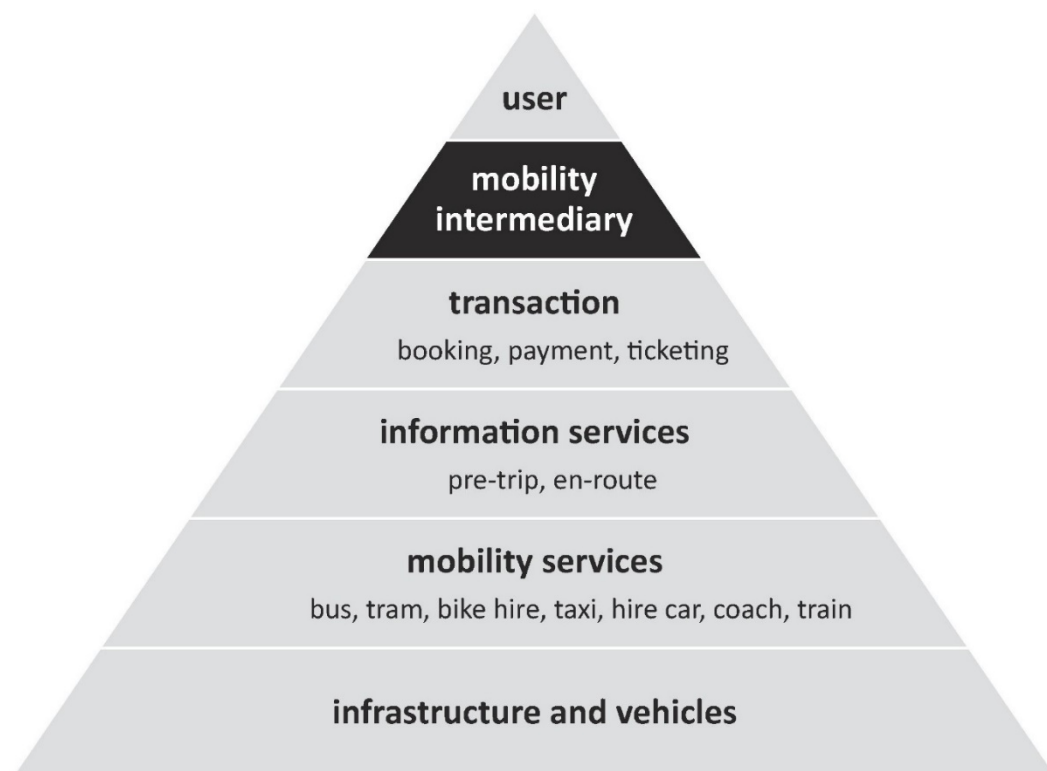 user
mobility
intermediary
transaction
booking, payment, ticketing
information services
pre-trip, en-route
mobility services
bus, tram, bike hire, taxi, hire car, coach, train
infrastructure and vehicles